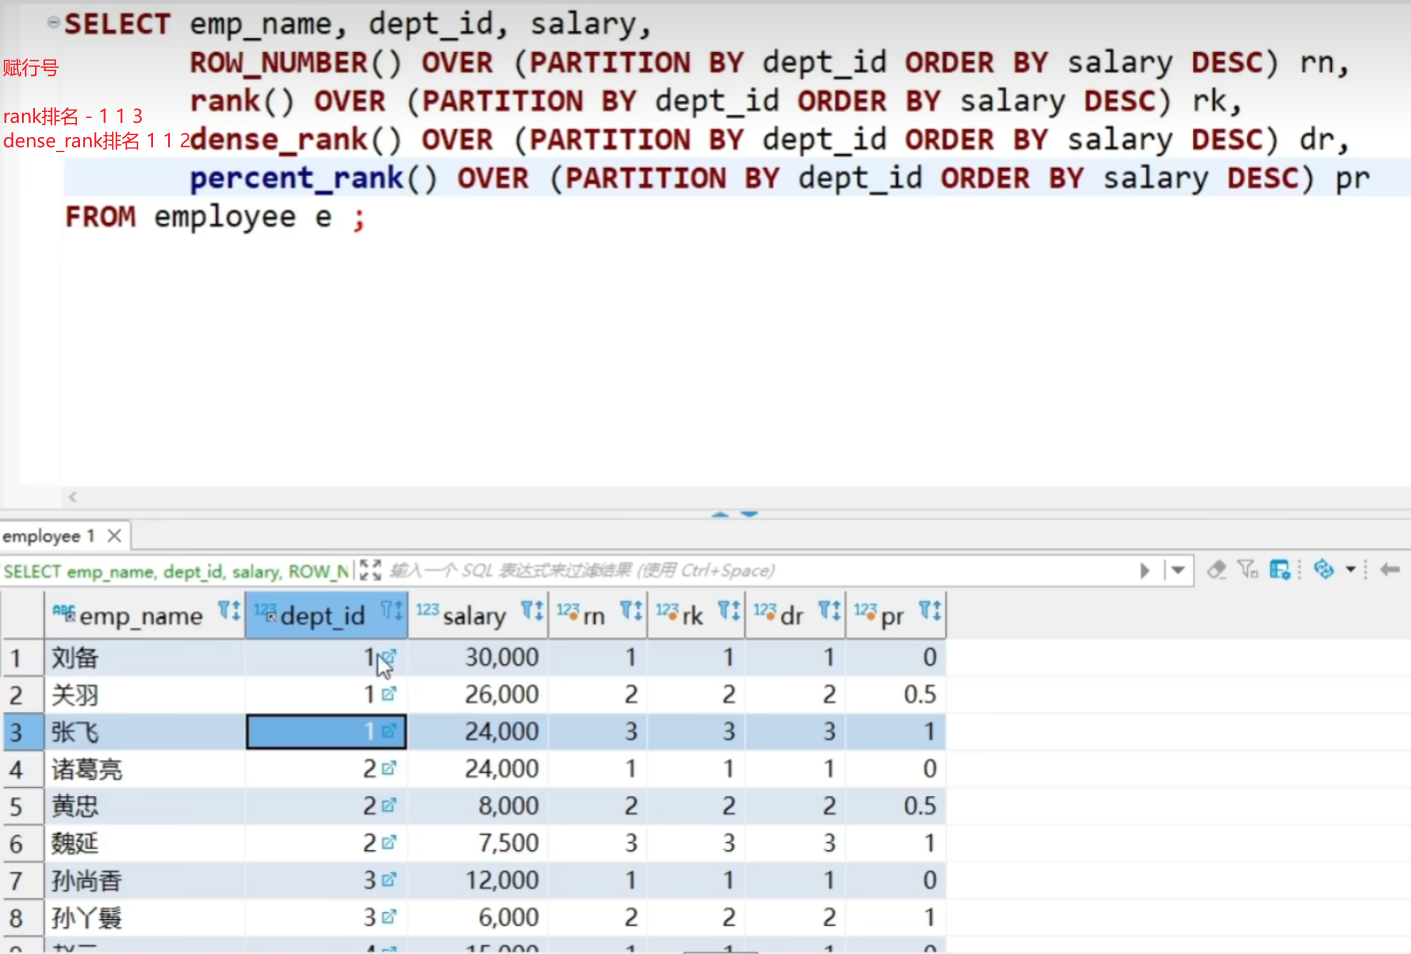 SELECT emp_name, dept_id, salary,
赋行号 ROW_NUMBER() OVER (PARTITION BY dept_id ORDER BY salary DESC) rn,
rank排名 - 1 1 3 rank() OVER (PARTITION BY dept_id ORDER BY salary DESC) rk,
dense_rank排名 1 1 2 dense_rank() OVER (PARTITION BY dept_id ORDER BY salary DESC) dr,
percent_rank() OVER (PARTITION BY dept_id ORDER BY salary DESC) pr
FROM employee e ;
employee 1
SELECT emp_name, dept_id, salary, ROW_N 输入一个 SQL 表达式来过滤结果 (使用 Ctrl+Space)
ABC emp_name 123 dept_id 123 salary 123 rn 123 rk 123 dr 123 pr
1 刘备 1 30,000 1 1 1 0
2 关羽 1 26,000 2 2 2 0.5
3 张飞 1 24,000 3 3 3 1
4 诸葛亮 2 24,000 1 1 1 0
5 黄忠 2 8,000 2 2 2 0.5
6 魏延 2 7,500 3 3 3 1
7 孙尚香 3 12,000 1 1 1 0
8 孙丫鬟 3 6,000 2 2 2 1